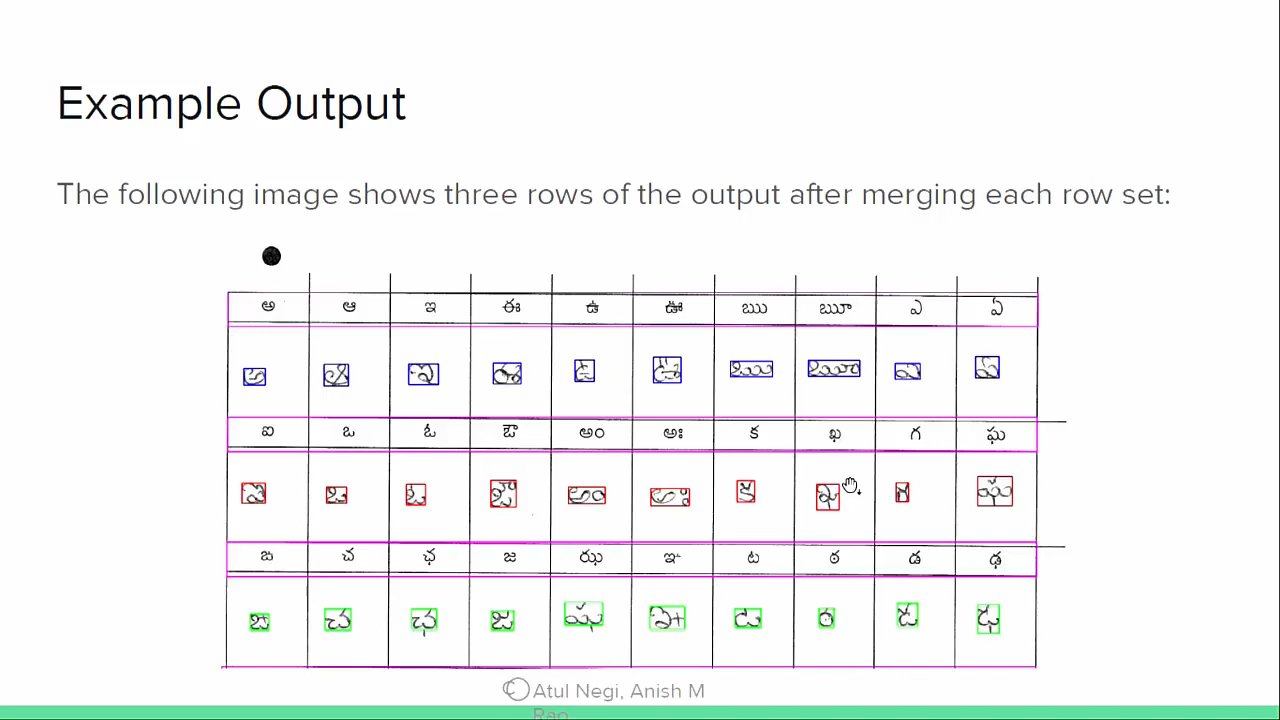 Example Output
The following image shows three rows of the output after merging each row set:
అ ఆ ఇ ఈ ఉ ఊ ఋ ౠ ఎ ఏ
అ ఆ ఇ ఈ ఉ ఊ ఋ ౠ ఎ ఏ
ఐ ఒ ఓ ఔ అం అః క ఖ గ ఘ
ఐ ఒ ఓ ఔ అం అః క ఖ గ ఘ
ఙ చ ఛ జ ఝ ఞ ట ఠ డ ఢ
ఙ చ ఛ జ ఝ ఞ ట ఠ డ ఢ
© Atul Negi, Anish M
Rao